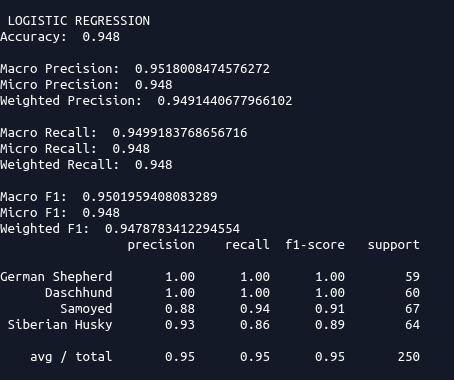 LOGISTIC REGRESSION
Accuracy:  0.948
Macro Precision:  0.9518008474576272
Micro Precision:  0.948
Weighted Precision:  0.9491440677966102
Macro Recall:  0.9499183768656716
Micro Recall:  0.948
Weighted Recall:  0.948
Macro F1:  0.9501959408083289
Micro F1:  0.948
Weighted F1:  0.9478783412294554
precision    recall  f1-score   support
German Shepherd       1.00      1.00      1.00        59
Daschhund       1.00      1.00      1.00        60
Samoyed       0.88      0.94      0.91        67
Siberian Husky       0.93      0.86      0.89        64
avg / total       0.95      0.95      0.95       250